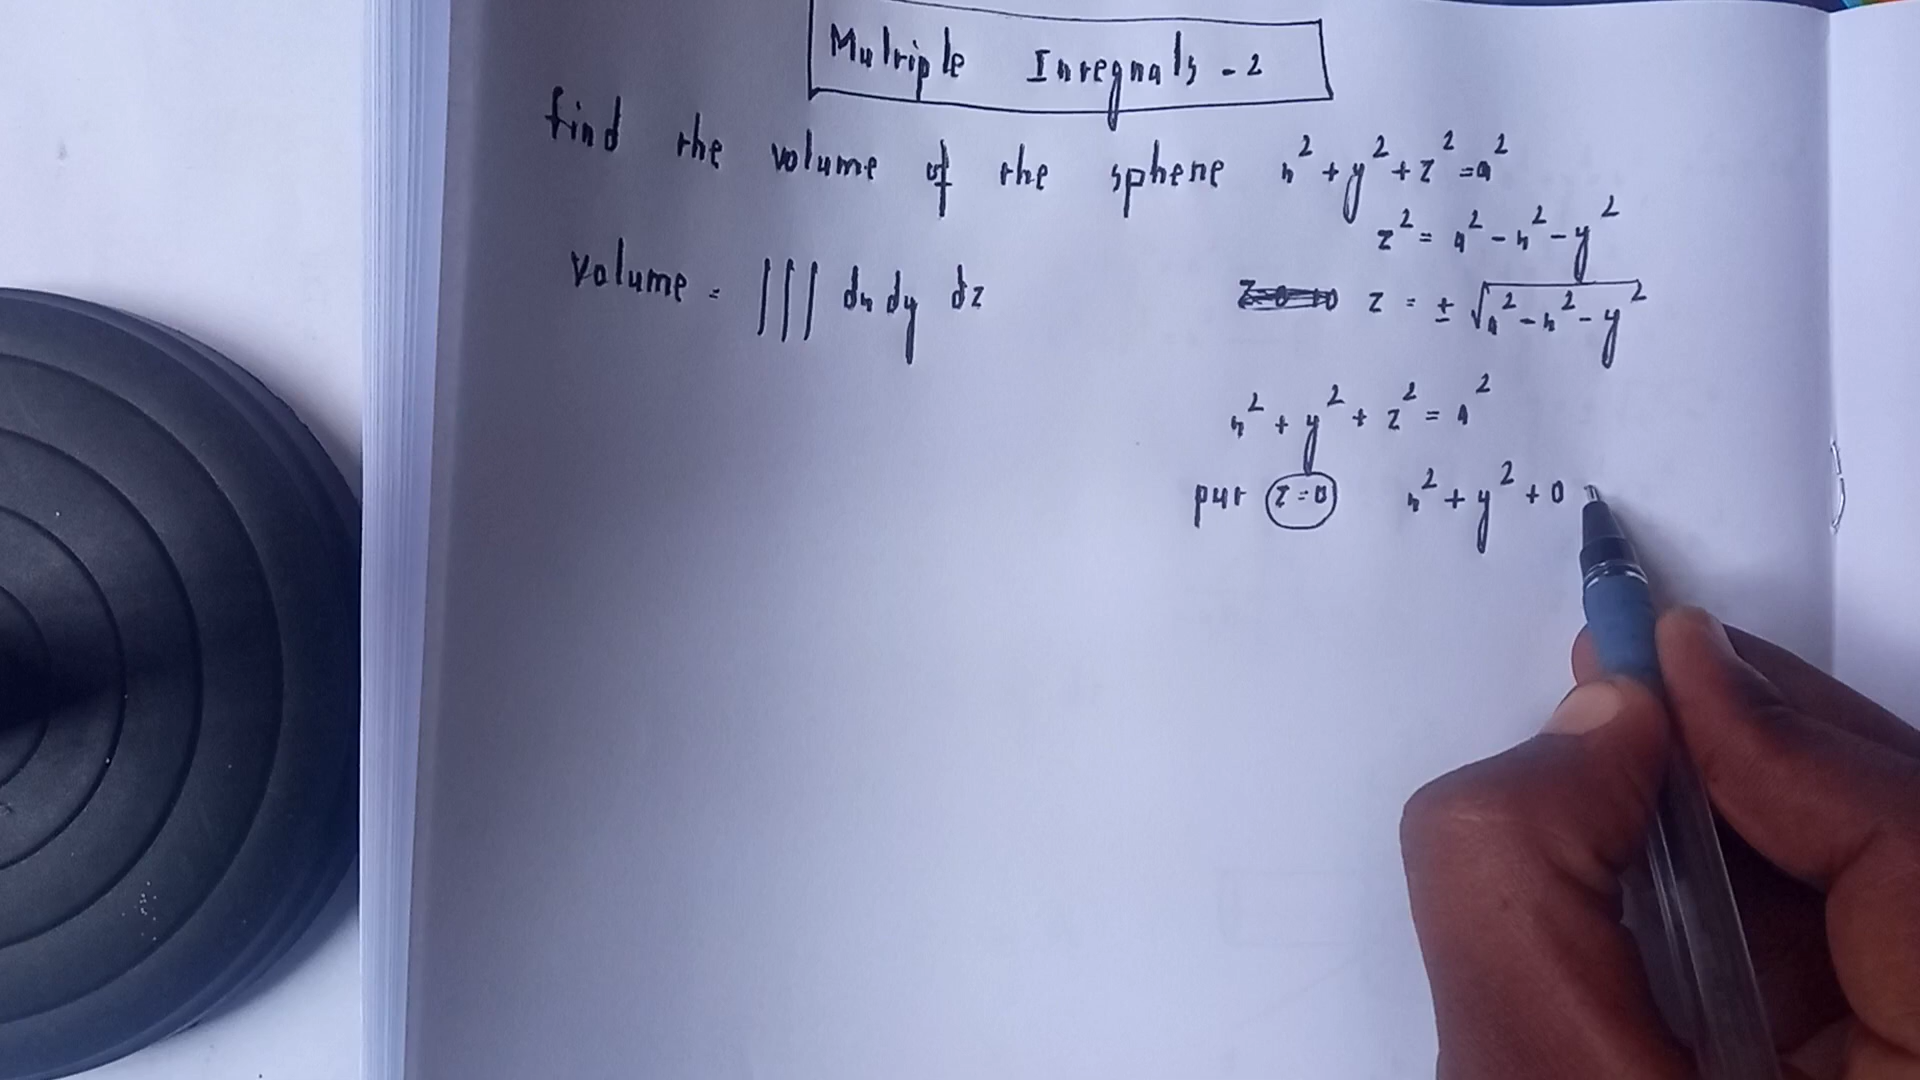 Multiple Integrals - 2
find the volume of the sphere x² + y² + z² = a²
z² = a² - x² - y²
volume = ∫∫∫ dx dy dz
z = ± √a² - x² - y²
x² + y² + z² = a²
put z = 0 x² + y² + 0